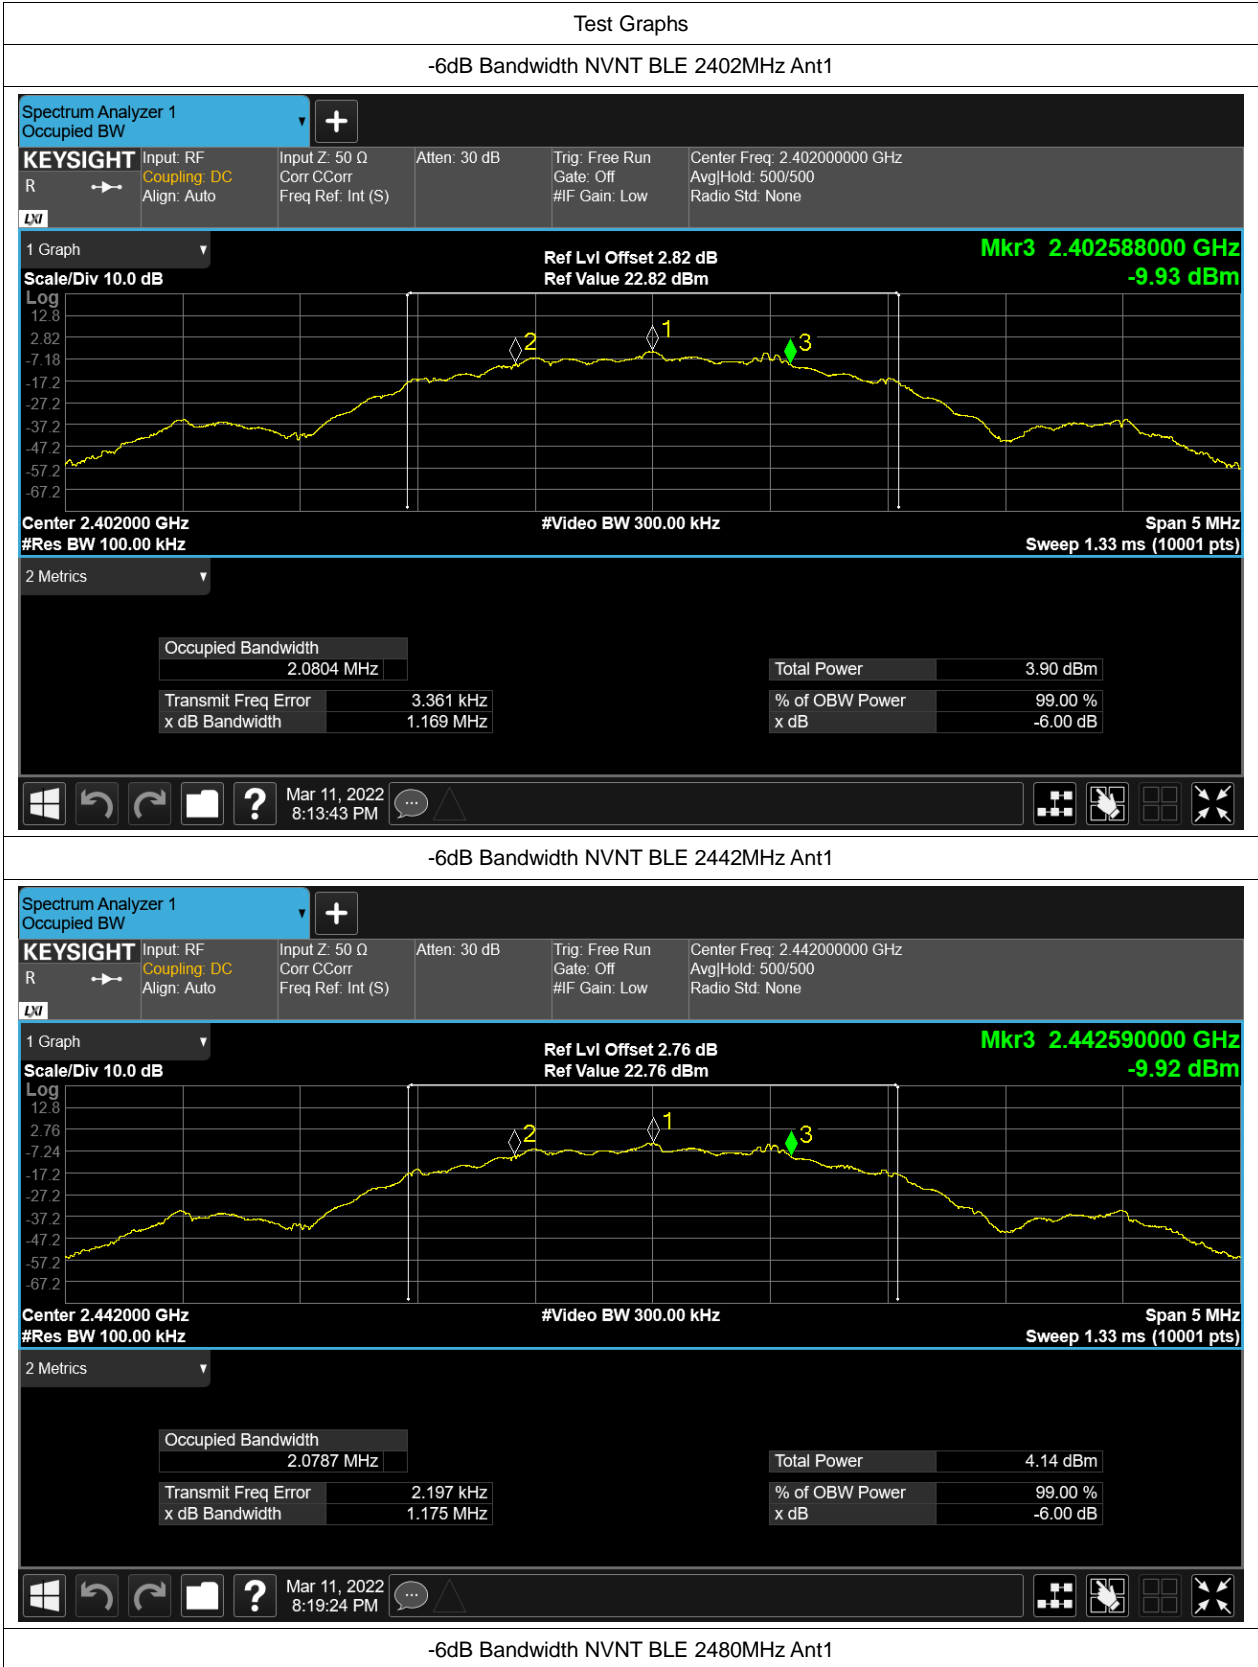 Test Graphs
-6dB Bandwidth NVNT BLE 2402MHz Ant1
Spectrum Analyzer 1
Occupied BW
KEYSIGHT Input: RF Input Z: 50 Ω Atten: 30 dB Trig: Free Run Center Freq: 2.402000000 GHz
R Coupling: DC Corr CCorr Gate: Off Avg|Hold: 500/500
Align: Auto Freq Ref: Int (S) #IF Gain: Low Radio Std: None
LXI
1 Graph Ref Lvl Offset 2.82 dB Mkr3 2.402588000 GHz
Scale/Div 10.0 dB Ref Value 22.82 dBm -9.93 dBm
Log
12.8
2.82
-7.18
-17.2
-27.2
-37.2
-47.2
-57.2
-67.2
2 1 3
Center 2.402000 GHz #Video BW 300.00 kHz Span 5 MHz
#Res BW 100.00 kHz Sweep 1.33 ms (10001 pts)
2 Metrics
Occupied Bandwidth
2.0804 MHz Total Power 3.90 dBm
Transmit Freq Error 3.361 kHz % of OBW Power 99.00 %
x dB Bandwidth 1.169 MHz x dB -6.00 dB
? Mar 11, 2022
8:13:43 PM
-6dB Bandwidth NVNT BLE 2442MHz Ant1
Spectrum Analyzer 1
Occupied BW
KEYSIGHT Input: RF Input Z: 50 Ω Atten: 30 dB Trig: Free Run Center Freq: 2.442000000 GHz
R Coupling: DC Corr CCorr Gate: Off Avg|Hold: 500/500
Align: Auto Freq Ref: Int (S) #IF Gain: Low Radio Std: None
LXI
1 Graph Ref Lvl Offset 2.76 dB Mkr3 2.442590000 GHz
Scale/Div 10.0 dB Ref Value 22.76 dBm -9.92 dBm
Log
12.8
2.76
-7.24
-17.2
-27.2
-37.2
-47.2
-57.2
-67.2
2 1 3
Center 2.442000 GHz #Video BW 300.00 kHz Span 5 MHz
#Res BW 100.00 kHz Sweep 1.33 ms (10001 pts)
2 Metrics
Occupied Bandwidth
2.0787 MHz Total Power 4.14 dBm
Transmit Freq Error 2.197 kHz % of OBW Power 99.00 %
x dB Bandwidth 1.175 MHz x dB -6.00 dB
? Mar 11, 2022
8:19:24 PM
-6dB Bandwidth NVNT BLE 2480MHz Ant1